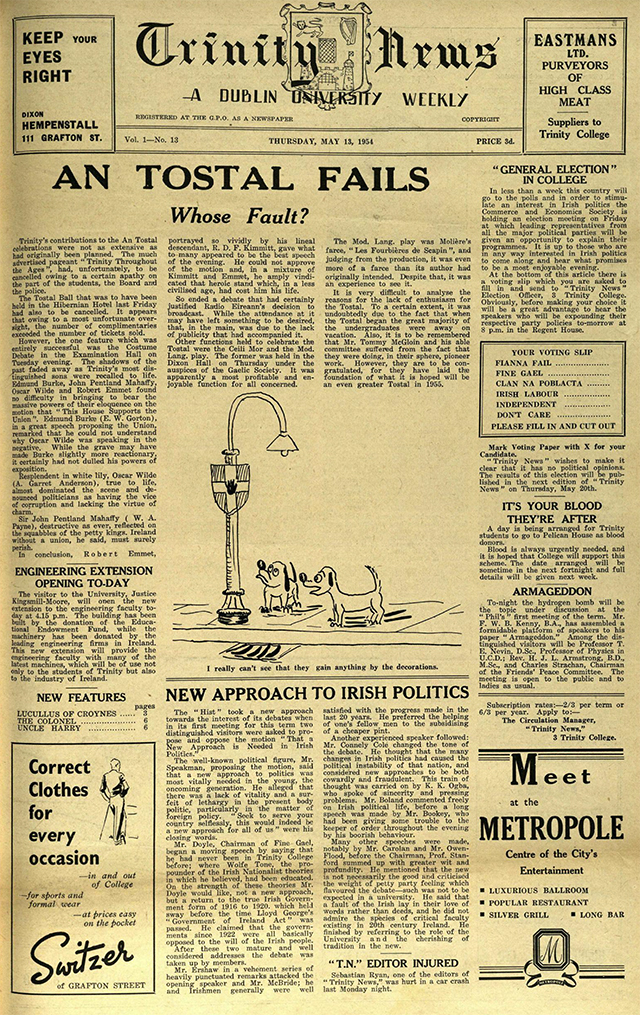 KEEP YOUR
EYES
RIGHT
DIXON
HEMPENSTALL
111 GRAFTON ST.
Trinity News
A DUBLIN UNIVERSITY WEEKLY
REGISTERED AT THE G.P.O. AS A NEWSPAPER
COPYRIGHT
EASTMANS
LTD.
PURVEYORS
OF
HIGH CLASS
MEAT
Suppliers to
Trinity College
Vol. 1—No. 13
THURSDAY, MAY 13, 1954
PRICE 3d.
AN TOSTAL FAILS
Whose Fault?
Trinity's contributions to the An Tostal
celebrations were not as extensive as
had originally been planned. The much
advertised pageant "Trinity Throughout
the Ages", had, unfortunately, to be
cancelled owing to a certain apathy on
the part of the students, the Board and
the police.
The Tostal Ball that was to have been
held in the Hibernian Hotel last Friday
had also to be cancelled. It appears
that owing to a most unfortunate over-
sight, the number of complimentaries
exceeded the number of tickets sold.
However, the one feature which was
entirely successful was the Costume
Debate in the Examination Hall on
Tuesday evening. The shadows of the
past faded away as Trinity's most dis-
tinguished sons were recalled to life.
Edmund Burke, John Pentland Mahaffy,
Oscar Wilde and Robert Emmet found
no difficulty in bringing to bear the
massive powers of their eloquence on the
motion that "This House Supports the
Union". Edmund Burke (E. W. Gorton),
in a great speech proposing the Union,
remarked that he could not understand
why Oscar Wilde was speaking in the
negative. While the grave may have
made Burke slightly more reactionary,
it certainly had not dulled his powers of
exposition.
Resplendent in white lily, Oscar Wilde
(A. Garrett Anderson), true to life,
almost dominated the scene and de-
nounced politicians as having the vice
of corruption and lacking the virtue of
charm.
Sir John Pentland Mahaffy ( W. A.
Payne), destructive as ever, reflected on
the squabbles of the petty kings. Ireland
without a union, he said, must surely
perish.
In conclusion, Robert Emmet,
portrayed so vividly by his lineal
descendant, R. D. F. Kimmitt, gave what
to many appeared to be the best speech
of the evening. He could not approve
of the motion and, in a mixture of
Kimmitt and Emmet, he amply vindi-
cated that heroic stand which, in a less
civilised age, had cost him his life.
So ended a debate that had certainly
justified Radio Eireann's decision to
broadcast. While the attendance at it
may have left something to be desired,
that, in the main, was due to the lack
of publicity that had accompanied it.
Other functions held to celebrate the
Tostal were the Ceili Mor and the Mod.
Lang. play. The former was held in the
Dixon Hall on Thursday under the
auspices of the Gaelic Society. It was
apparently a most profitable and en-
joyable function for all concerned.
The Mod. Lang. play was Molière's
farce, "Les Fourbières de Scapin", and
judging from the production, it was even
more of a farce than its author had
originally intended. Despite that, it was
an experience to see it.
It is very difficult to analyse the
reasons for the lack of enthusiasm for
the Tostal. To a certain extent, it was
undoubtedly due to the fact that when
the Tostal began the great majority of
the undergraduates were away on
vacation. Also, it is to be remembered
that Mr. Tommy McGloin and his able
committee suffered from the fact that
they were doing, in their sphere, pioneer
work. However, they are to be con-
gratulated, for they have laid the
foundation of what it is hoped will be
an even greater Tostal in 1955.
I really can't see that they gain anything by the decorations.
ENGINEERING EXTENSION
OPENING TO-DAY
The visitor to the University, Justice
Kingsmill-Moore, will open the new
extension to the engineering faculty to-
day at 4.15 p.m. The building has been
built by the donation of the Educa-
tional Endowment Fund, while the
machinery has been donated by the
leading engineering firms in Ireland.
This new extension will provide the
engineering faculty with many of the
latest machines, which will be of use not
only to the students of Trinity but also
to the industry of Ireland.
NEW FEATURES
pages
LUCULLUS OF CROYNES ..... 3
THE COLONEL ..... 6
UNCLE HARRY ..... 6
Correct
Clothes
for
every
occasion
—in and out
of College
—for sports and
formal wear
—at prices easy
on the pocket
Switzer
of GRAFTON STREET
NEW APPROACH TO IRISH POLITICS
The "Hist" took a new approach
towards the interest of its debates when
in its first meeting for this term two
distinguished visitors were asked to pro-
pose and oppose the motion "That a
New Approach is Needed in Irish
Politics."
The well-known political figure, Mr.
Speakman, proposing the motion, said
that a new approach to politics was
most vitally needed in the young, the
oncoming generation. He alleged that
there was a lack of vitality and a sur-
feit of lethargy in the present body
politic, particularly in the matter of
foreign policy. "Seek to serve your
country selflessly, this would indeed be
a new approach for all of us" were his
closing words.
Mr. Doyle, Chairman of Fine Gael,
began a moving speech by saying that
he had never been in Trinity College
before; where Wolfe Tone, the pro-
pounder of the Irish Nationalist theories
in which he believed, had been educated.
On the strength of these theories Mr.
Doyle would like, not a new approach,
but a return to the true Irish Govern-
ment form of 1916 to 1920, which held
sway before the time Lloyd George's
"Government of Ireland Act" was
passed. He claimed that the govern-
ments since 1922 were all basically
opposed to the will of the Irish people.
After these two mature and well
considered addresses the debate was
taken up by members.
Mr. Ershaw in a vehement series of
heavily punctuated remarks attacked the
opening speaker and Mr. McBride; he
and Irishmen generally were well
satisfied with the progress made in the
last 20 years. He preferred the helping
of one's fellow men to the subsidising
of a cheaper pint.
Another experienced speaker followed:
Mr. Connely Cole changed the tone of
the debate. He thought that the many
changes in Irish politics had caused the
political instability of that nation, and
considered new approaches to be both
cowardly and fraudulent. This train of
thought was carried on by K. K. Ogba,
who spoke of sincerity and pressing
problems. Mr. Boland commented freely
on Irish political life, before a long
speech was made by Mr. Bookey, who
had been giving some trouble to the
keeper of order throughout the evening
by his boorish behaviour.
Many other speeches were made,
notably by Mr. Carolan and Mr. Owen-
Flood, before the Chairman, Prof. Stan-
ford summed up with greater wit and
profundity. He mentioned that the new
is not necessarily the good and criticised
the weight of petty party feeling which
favoured the debate—such was not to be
expected in a university. He said that
a fault of the Irish lay in their love of
words rather than deeds, and he did not
admire the species of critical faculty
existing in 20th century Ireland. He
finished by referring to the role of the
University and the cherishing of
tradition in the new.
"T.N." EDITOR INJURED
Sebastian Ryan, one of the editors of
"Trinity News," was hurt in a car crash
last Monday night.
"GENERAL ELECTION"
IN COLLEGE
In less than a week this country will
go to the polls and in order to stimu-
late an interest in Irish politics the
Commerce and Economics Society is
holding an election meeting on Friday
at which leading representatives from
all the major political parties will be
given an opportunity to explain their
programmes. It is up to those who are
in any way interested in Irish politics
to come along and hear what promises
to be a most enjoyable evening.
At the bottom of this article there is
a voting slip which you are asked to
fill in and send to "Trinity News"
Election Officer, 3 Trinity College.
Obviously, before making your choice it
will be a great advantage to hear the
speakers who will be expounding their
respective party policies to-morrow at
8 p.m. in the Regent House.
YOUR VOTING SLIP
FIANNA FAIL ............
FINE GAEL ............
CLAN NA POBLACTA ........
IRISH LABOUR ............
INDEPENDENT ............
DON'T CARE ............
PLEASE FILL IN AND CUT OUT
Mark Voting Paper with X for your
Candidate.
"Trinity News" wishes to make it
clear that it has no political opinions.
The results of this election will be pub-
lished in the next edition of "Trinity
News" on Thursday, May 20th.
IT'S YOUR BLOOD
THEY'RE AFTER
A day is being arranged for Trinity
students to go to Pelican House as blood
donors.
Blood is always urgently needed, and
it is hoped that College will support this
scheme. The date arranged will be
sometime in the next fortnight and full
details will be given next week.
ARMAGEDDON
To-night the hydrogen bomb will be
the topic under discussion at the
"Phil's" first meeting of the term. Mr.
F. W. B. Kenny, B.A., has assembled a
formidable platform of speakers to his
paper "Armageddon." Among the dis-
tinguished visitors will be Professor T.
E. Nevin, D.Sc., Professor of Physics in
U.C.D.; Rev. H. J. L. Armstrong, B.D.,
M.Sc., and Charles Strachan, Chairman
of the Friends' Peace Committee. The
meeting is open to the public and to
ladies as usual.
Subscription rates:—2/3 per term or
6/3 per year. Apply to:—
The Circulation Manager,
"Trinity News,"
3 Trinity College.
Meet
at the
METROPOLE
Centre of the City's
Entertainment
■ LUXURIOUS BALLROOM
■ POPULAR RESTAURANT
■ SILVER GRILL ■ LONG BAR
M
METROPOLE